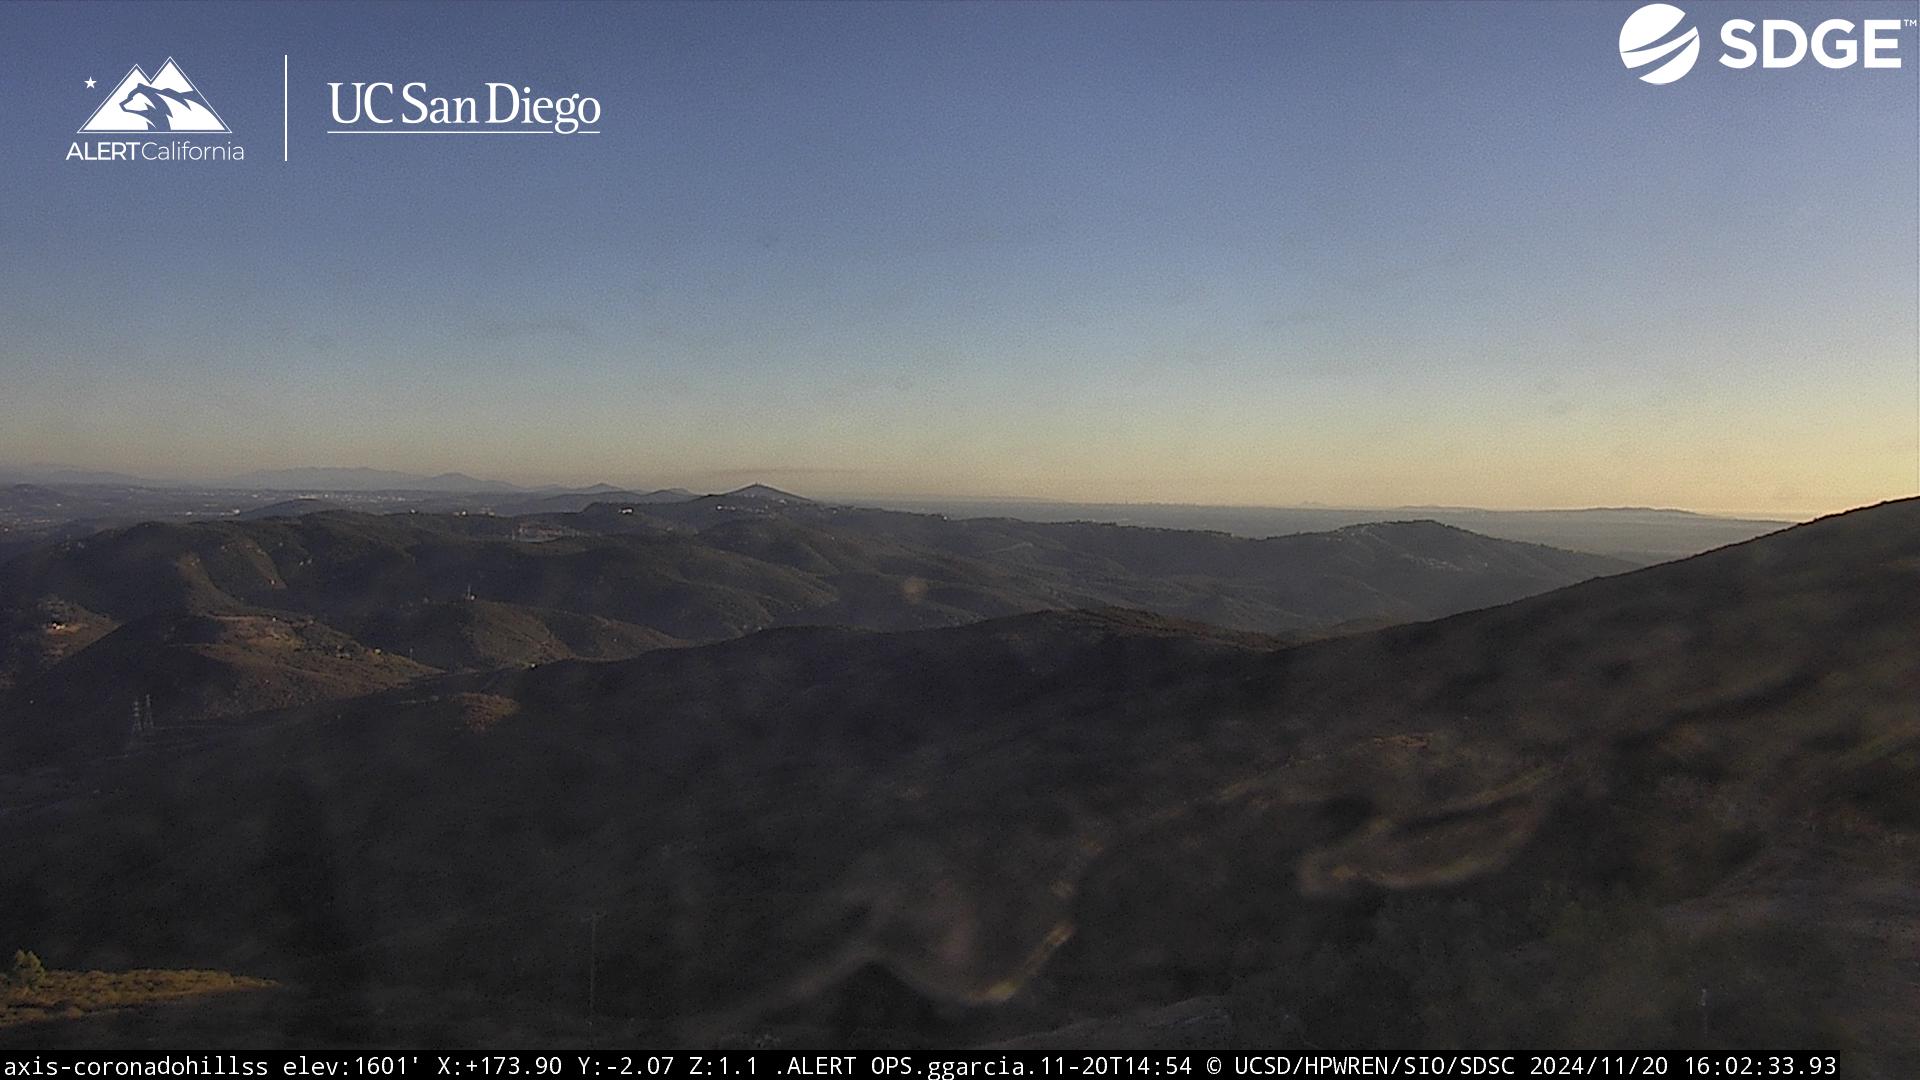 SDGE™
UC San Diego
ALERTCalifornia
axis-coronadohillss elev:1601' X:+173.90 Y:-2.07 Z:1.1 .ALERT OPS.ggarcia.11-20T14:54 © UCSD/HPWREN/SIO/SDSC 2024/11/20 16:02:33.93